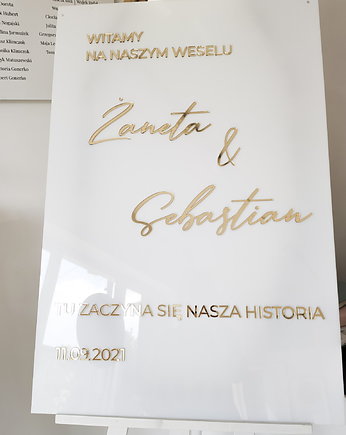 WITAMY
NA NASZYM WESELU
Żaneta
&
Sebastian
TU ZACZYNA SIĘ NASZA HISTORIA
11.09.2021